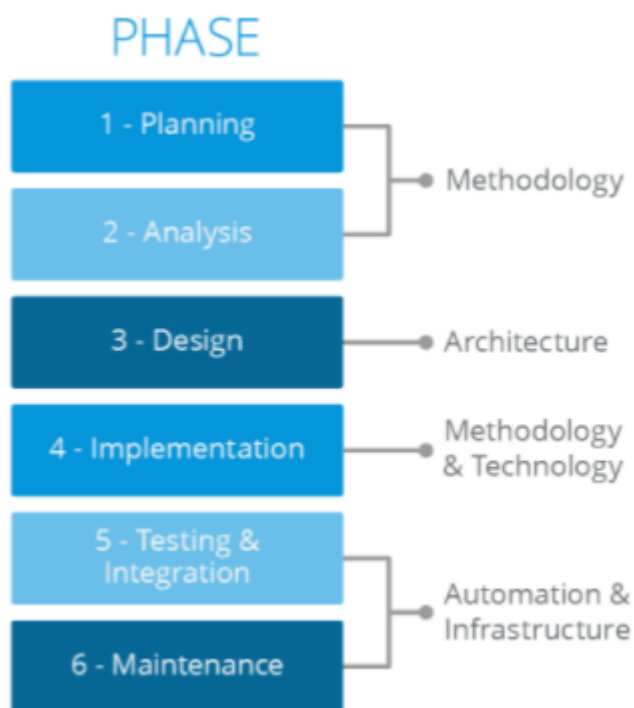 PHASE
1 - Planning
Methodology
2 - Analysis
3 - Design
Architecture
4 - Implementation
Methodology
& Technology
5 - Testing &
Integration
Automation &
Infrastructure
6 - Maintenance